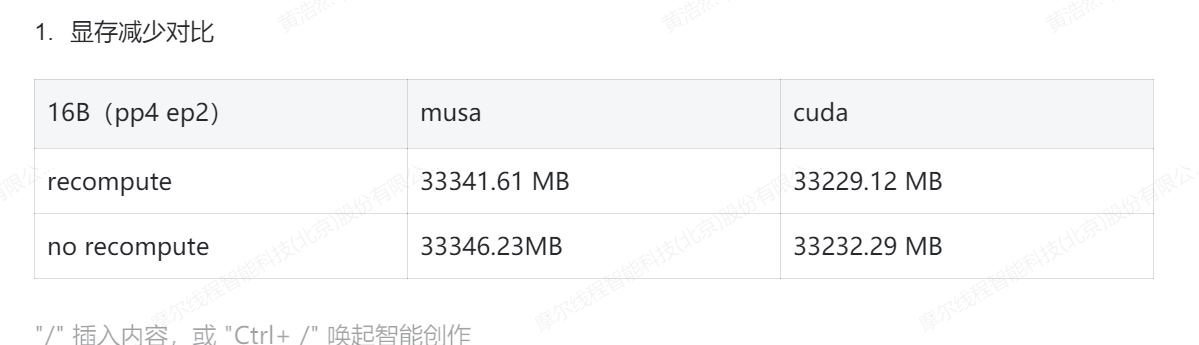 黄浩然
黄浩然
黄浩然
1. 显存减少对比
16B（pp4 ep2） musa cuda
recompute 33341.61 MB 33229.12 MB
no recompute 33346.23MB 33232.29 MB
有限公...
摩尔线程智能科技(北京)股份有限公...
摩尔线程智能科技(北京)股份有限公...
摩尔线程智能科技(北京)股份有限公...
"/" 插入内容，或 "Ctrl+ /" 唤起智能创作